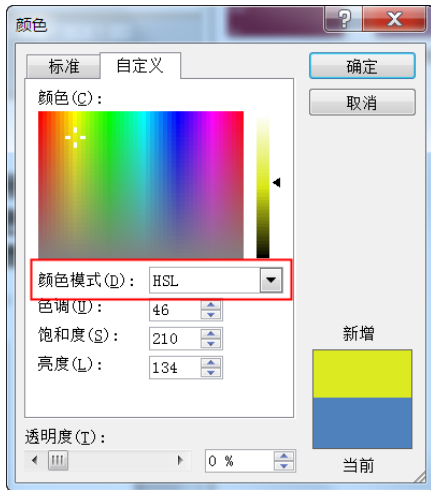 颜色
标准 自定义
确定
取消
颜色(C):
颜色模式(D): HSL
色调(U): 46
饱和度(S): 210
亮度(L): 134
新增
透明度(T):
0 %
当前